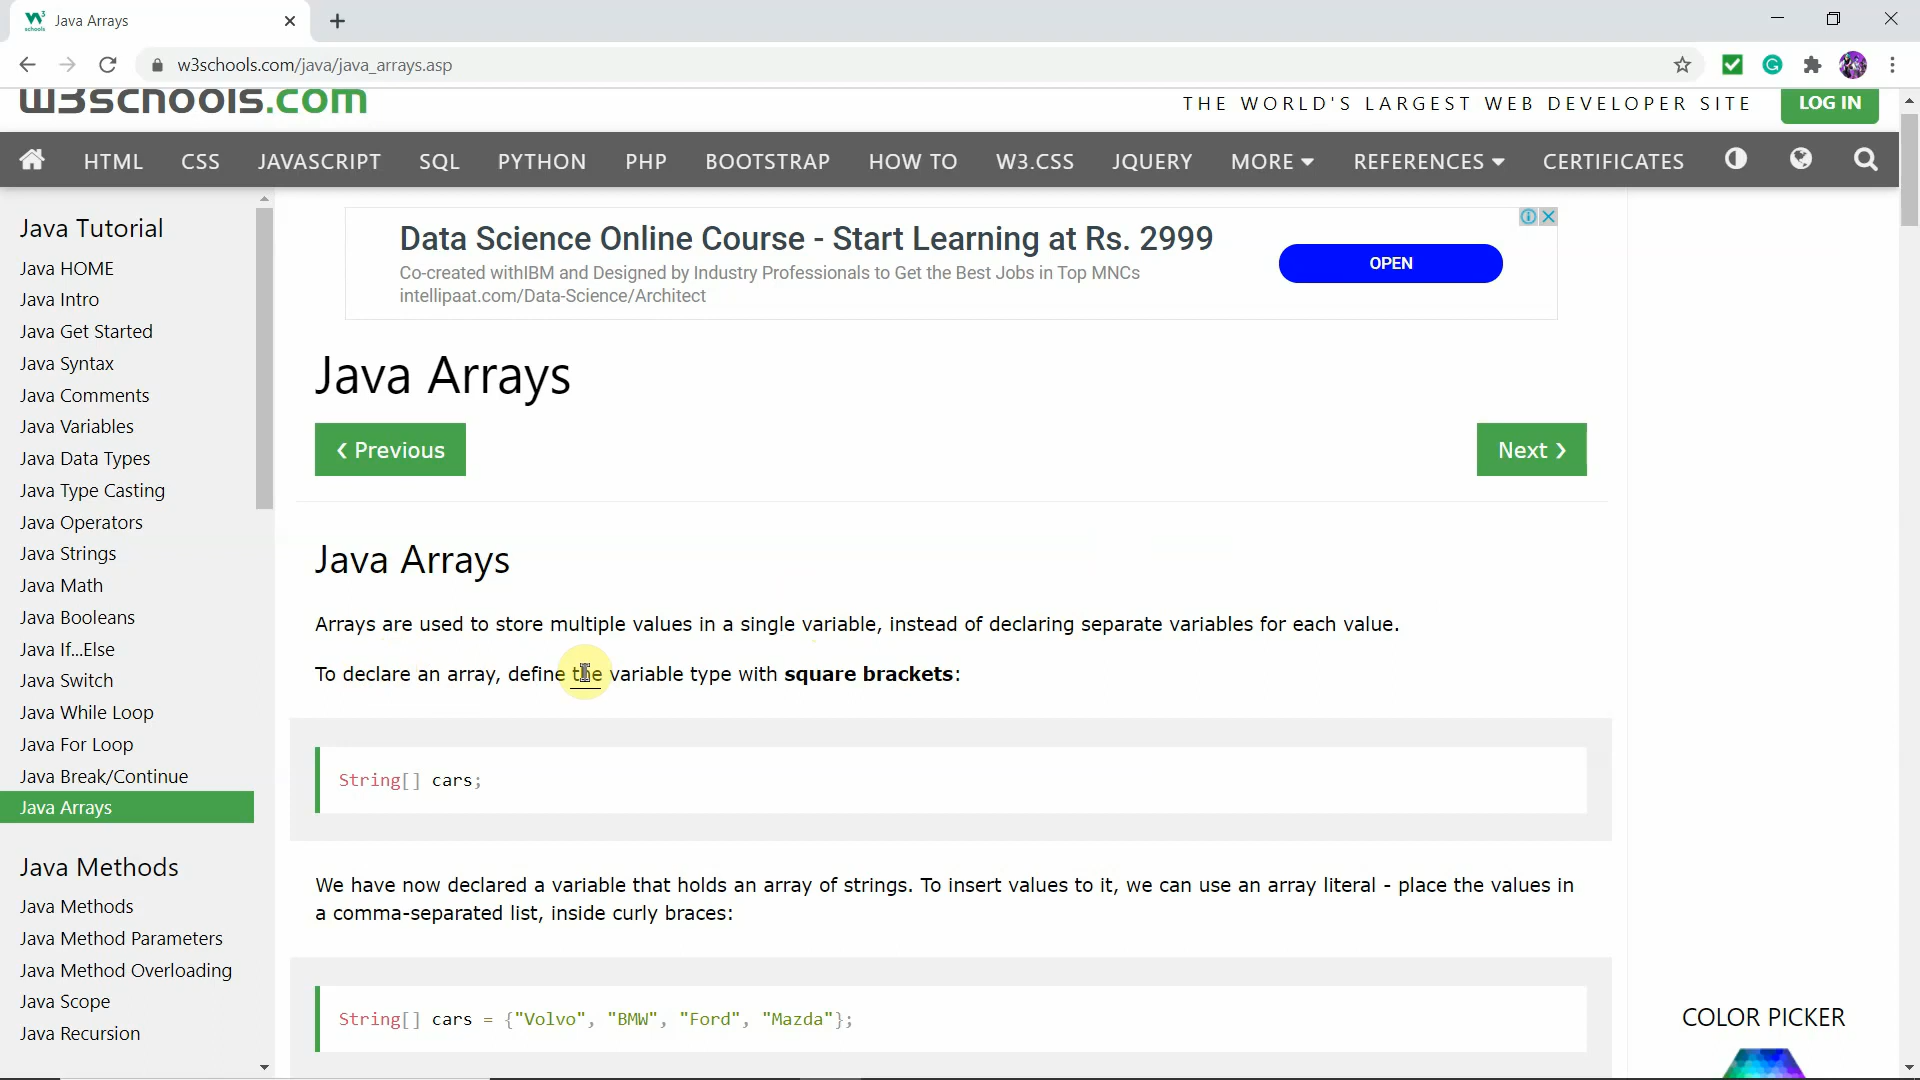 Java Arrays
w3schools.com/java/java_arrays.asp
w3schools.com
THE WORLD'S LARGEST WEB DEVELOPER SITE
LOG IN
HTML CSS JAVASCRIPT SQL PYTHON PHP BOOTSTRAP HOW TO W3.CSS JQUERY MORE REFERENCES CERTIFICATES
Java Tutorial
Java HOME
Java Intro
Java Get Started
Java Syntax
Java Comments
Java Variables
Java Data Types
Java Type Casting
Java Operators
Java Strings
Java Math
Java Booleans
Java If...Else
Java Switch
Java While Loop
Java For Loop
Java Break/Continue
Java Arrays
Java Methods
Java Methods
Java Method Parameters
Java Method Overloading
Java Scope
Java Recursion
Data Science Online Course - Start Learning at Rs. 2999
Co-created withIBM and Designed by Industry Professionals to Get the Best Jobs in Top MNCs
intellipaat.com/Data-Science/Architect
OPEN
Java Arrays
❮ Previous
Next ❯
Java Arrays
Arrays are used to store multiple values in a single variable, instead of declaring separate variables for each value.
To declare an array, define the variable type with square brackets:
String[] cars;
We have now declared a variable that holds an array of strings. To insert values to it, we can use an array literal - place the values in
a comma-separated list, inside curly braces:
String[] cars = {"Volvo", "BMW", "Ford", "Mazda"};
COLOR PICKER